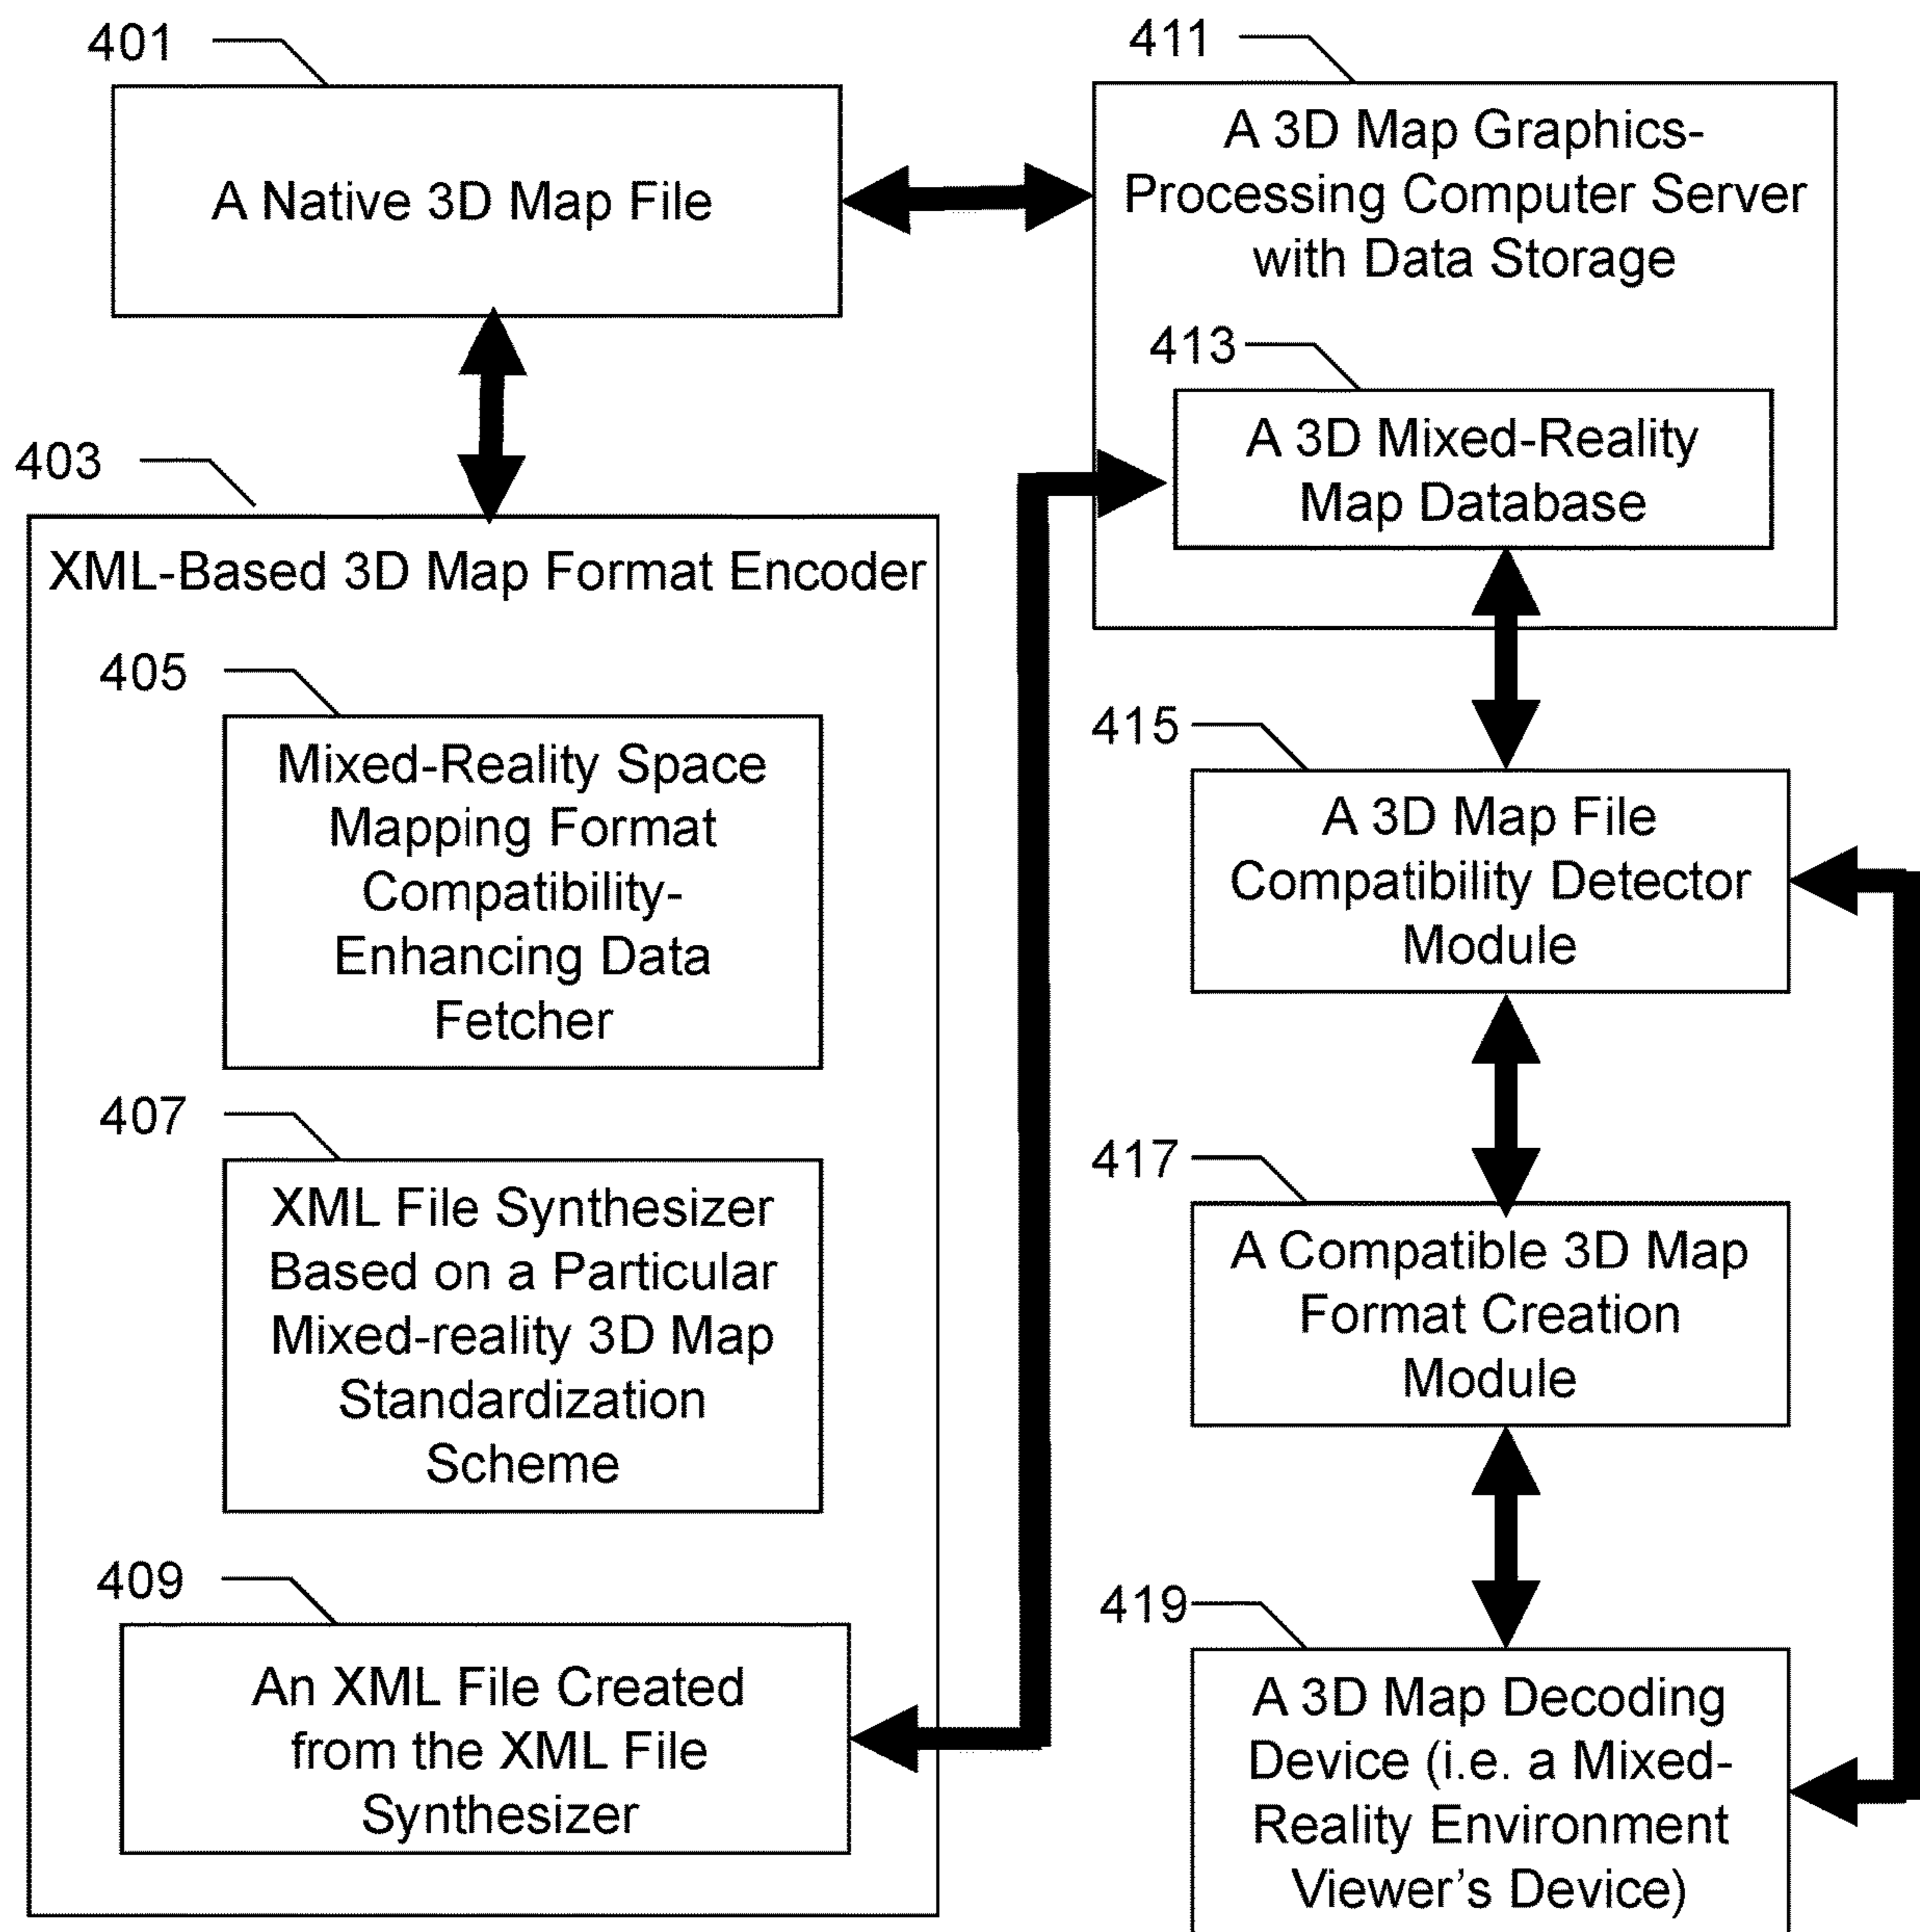 401
A Native 3D Map File
403
XML-Based 3D Map Format Encoder
405
Mixed-Reality Space
Mapping Format
Compatibility-
Enhancing Data
Fetcher
407
XML File Synthesizer
Based on a Particular
Mixed-reality 3D Map
Standardization
Scheme
409
An XML File Created
from the XML File
Synthesizer
411
A 3D Map Graphics-
Processing Computer Server
with Data Storage
413
A 3D Mixed-Reality
Map Database
415
A 3D Map File
Compatibility Detector
Module
417
A Compatible 3D Map
Format Creation
Module
419
A 3D Map Decoding
Device (i.e. a Mixed-
Reality Environment
Viewer's Device)